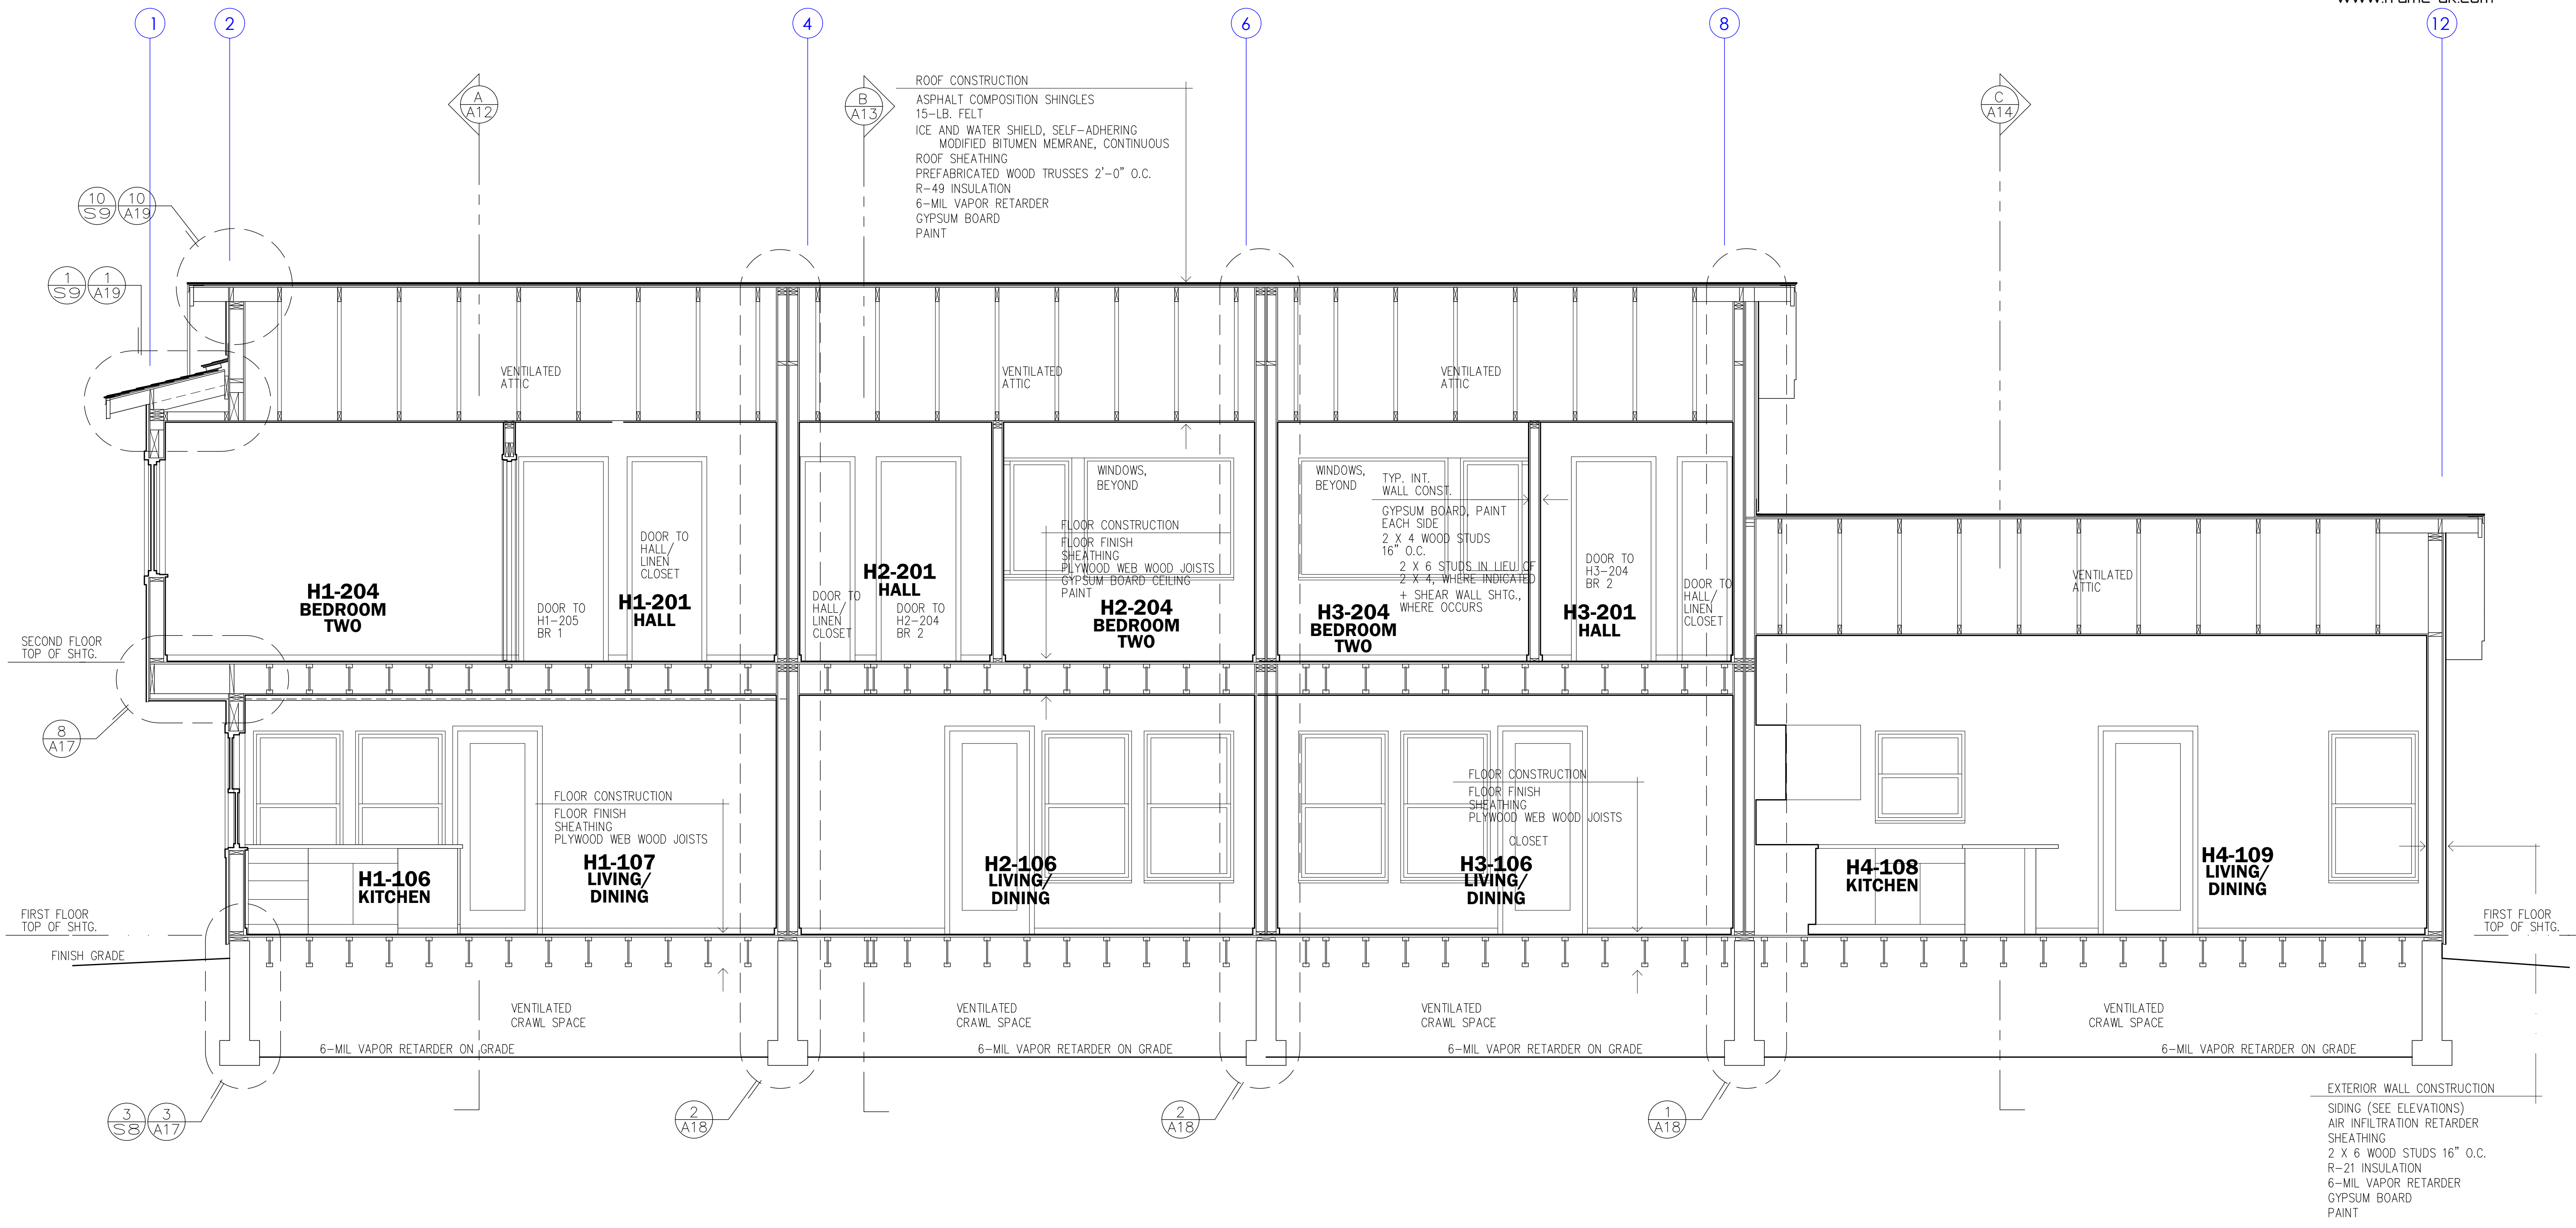 www.frame-ak.com
1
2
4
6
8
12
A
A12
B
A13
C
A14
ROOF CONSTRUCTION
ASPHALT COMPOSITION SHINGLES
15-LB. FELT
ICE AND WATER SHIELD, SELF-ADHERING
MODIFIED BITUMEN MEMRANE, CONTINUOUS
ROOF SHEATHING
PREFABRICATED WOOD TRUSSES 2'-0" O.C.
R-49 INSULATION
6-MIL VAPOR RETARDER
GYPSUM BOARD
PAINT
10
S9
10
A19
1
S9
1
A19
VENTILATED
ATTIC
VENTILATED
ATTIC
VENTILATED
ATTIC
H1-204
BEDROOM
TWO
DOOR TO
H1-205
BR 1
DOOR TO
HALL/
LINEN
CLOSET
H1-201
HALL
DOOR TO
HALL/
LINEN
CLOSET
H2-201
HALL
DOOR TO
H2-204
BR 2
WINDOWS,
BEYOND
FLOOR CONSTRUCTION
FLOOR FINISH
SHEATHING
PLYWOOD WEB WOOD JOISTS
GYPSUM BOARD CEILING
PAINT
H2-204
BEDROOM
TWO
WINDOWS,
BEYOND
TYP. INT.
WALL CONST.
GYPSUM BOARD, PAINT
EACH SIDE
2 X 4 WOOD STUDS
16" O.C.
2 X 6 STUDS IN LIEU OF
2 X 4, WHERE INDICATED
+ SHEAR WALL SHTG.,
WHERE OCCURS
H3-204
BEDROOM
TWO
DOOR TO
H3-204
BR 2
H3-201
HALL
DOOR TO
HALL/
LINEN
CLOSET
VENTILATED
ATTIC
SECOND FLOOR
TOP OF SHTG.
8
A17
FLOOR CONSTRUCTION
FLOOR FINISH
SHEATHING
PLYWOOD WEB WOOD JOISTS
H1-106
KITCHEN
H1-107
LIVING/
DINING
H2-106
LIVING/
DINING
FLOOR CONSTRUCTION
FLOOR FINISH
SHEATHING
PLYWOOD WEB WOOD JOISTS
CLOSET
H3-106
LIVING/
DINING
H4-108
KITCHEN
H4-109
LIVING/
DINING
FIRST FLOOR
TOP OF SHTG.
FINISH GRADE
FIRST FLOOR
TOP OF SHTG.
VENTILATED
CRAWL SPACE
VENTILATED
CRAWL SPACE
VENTILATED
CRAWL SPACE
VENTILATED
CRAWL SPACE
6-MIL VAPOR RETARDER ON GRADE
6-MIL VAPOR RETARDER ON GRADE
6-MIL VAPOR RETARDER ON GRADE
6-MIL VAPOR RETARDER ON GRADE
3
S8
3
A17
2
A18
2
A18
1
A18
EXTERIOR WALL CONSTRUCTION
SIDING (SEE ELEVATIONS)
AIR INFILTRATION RETARDER
SHEATHING
2 X 6 WOOD STUDS 16" O.C.
R-21 INSULATION
6-MIL VAPOR RETARDER
GYPSUM BOARD
PAINT